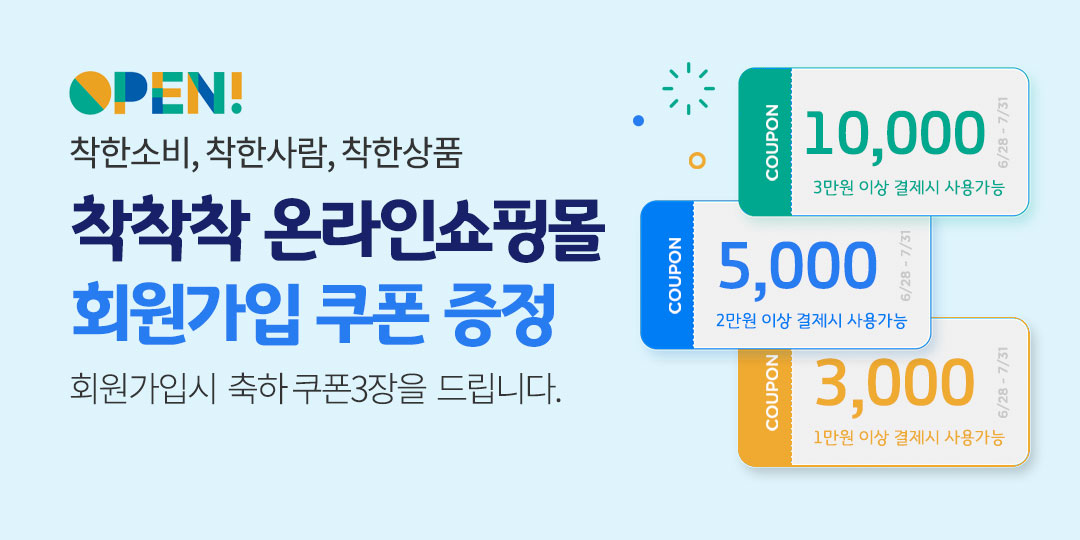 OPEN!
착한소비, 착한사람, 착한상품
착착착 온라인쇼핑몰
회원가입 쿠폰 증정
회원가입시 축하 쿠폰3장을 드립니다.
COUPON
10,000
3만원 이상 결제시 사용가능
6/28 - 7/31
COUPON
5,000
2만원 이상 결제시 사용가능
6/28 - 7/31
COUPON
3,000
1만원 이상 결제시 사용가능
6/28 - 7/31